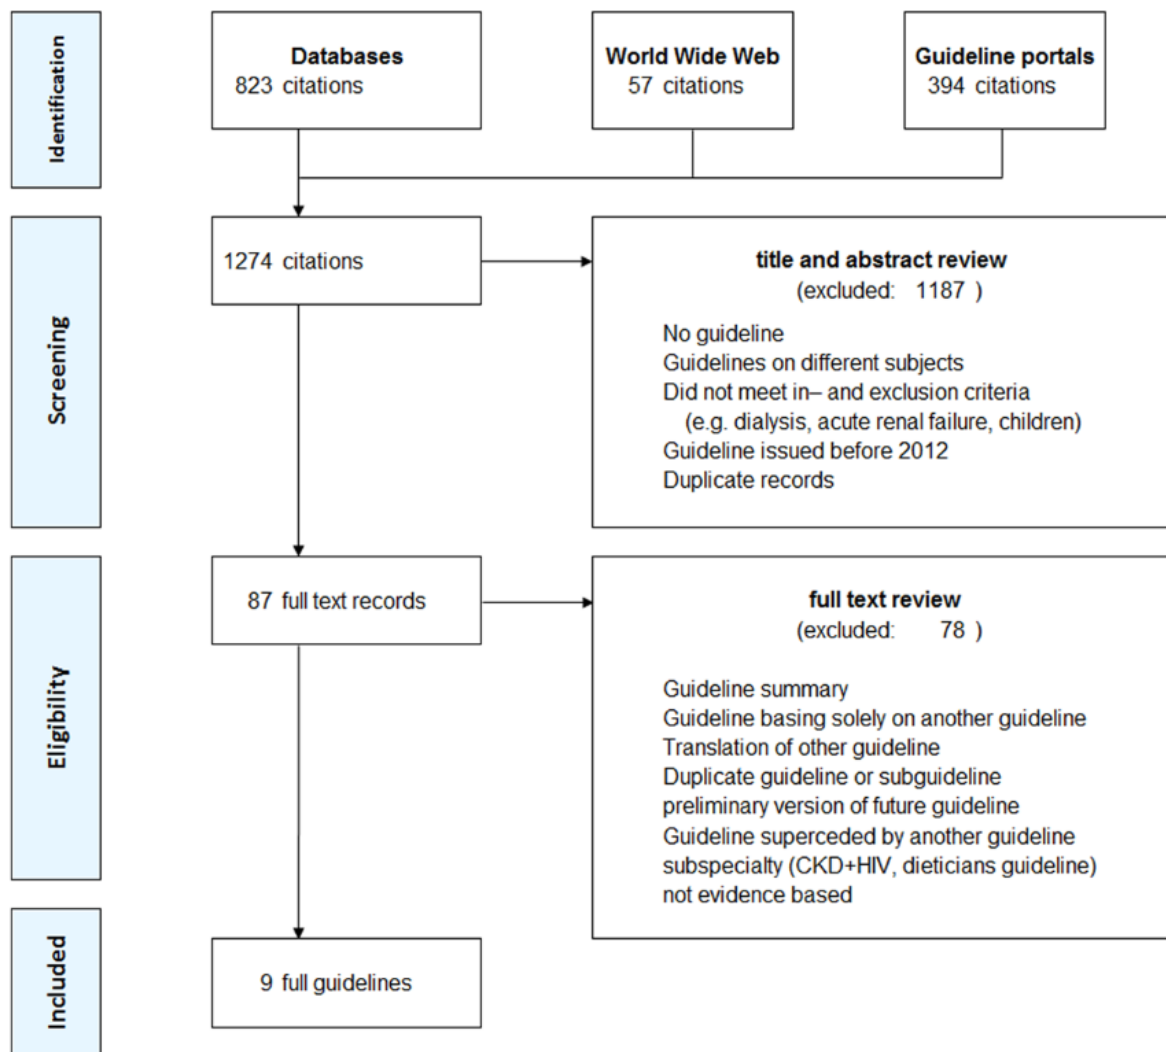 Identification
Databases
823 citations
World Wide Web
57 citations
Guideline portals
394 citations
Screening
1274 citations
title and abstract review
(excluded: 1187 )
No guideline
Guidelines on different subjects
Did not meet in– and exclusion criteria
(e.g. dialysis, acute renal failure, children)
Guideline issued before 2012
Duplicate records
Eligibility
87 full text records
full text review
(excluded: 78 )
Guideline summary
Guideline basing solely on another guideline
Translation of other guideline
Duplicate guideline or subguideline
preliminary version of future guideline
Guideline superceded by another guideline
subspecialty (CKD+HIV, dieticians guideline)
not evidence based
Included
9 full guidelines